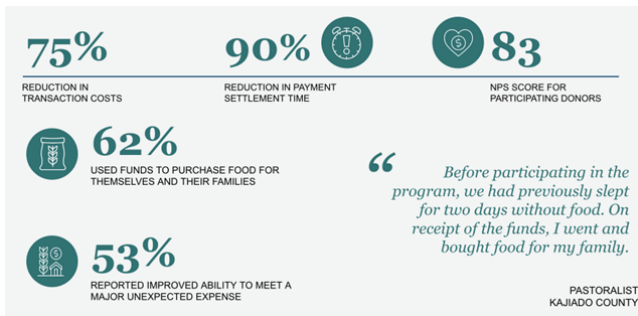 75%
REDUCTION IN
TRANSACTION COSTS
90%
REDUCTION IN PAYMENT
SETTLEMENT TIME
83
NPS SCORE FOR
PARTICIPATING DONORS
62%
USED FUNDS TO PURCHASE FOOD FOR
THEMSELVES AND THEIR FAMILIES
53%
REPORTED IMPROVED ABILITY TO MEET A
MAJOR UNEXPECTED EXPENSE
“
Before participating in the
program, we had previously slept
for two days without food. On
receipt of the funds, I went and
bought food for my family.
PASTORALIST
KAJIADO COUNTY